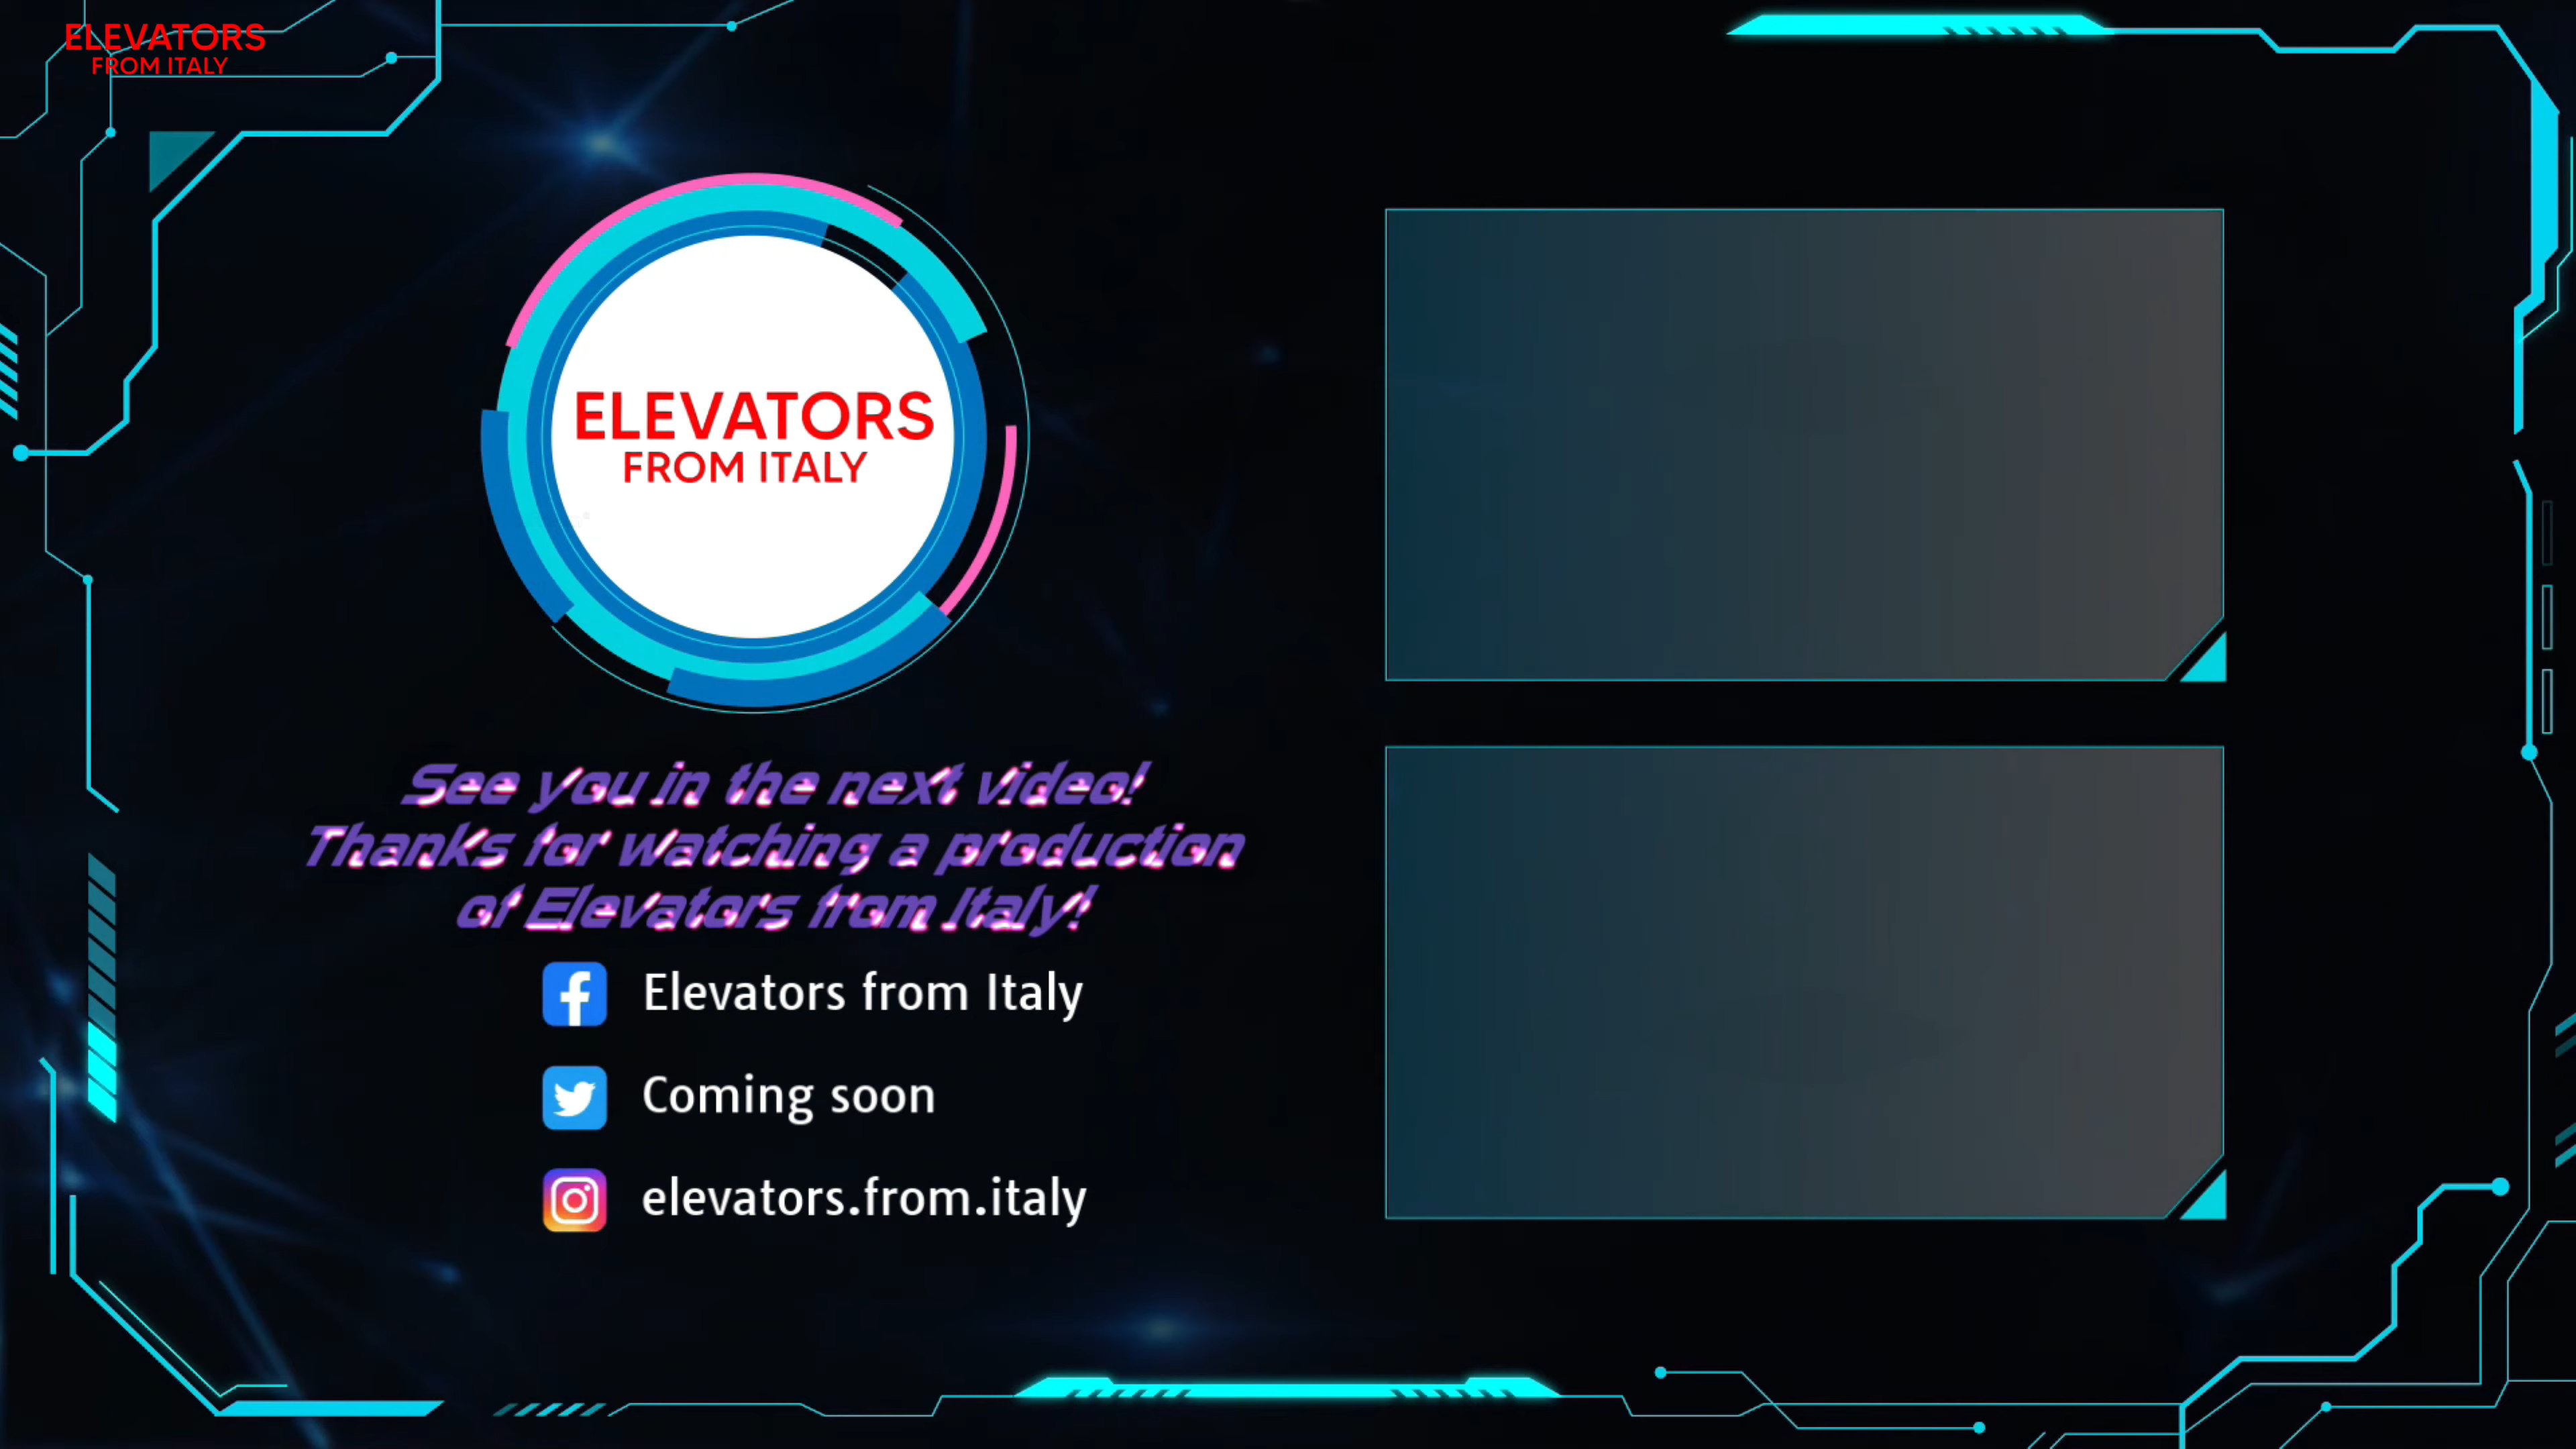 ELEVATORS
FROM ITALY
ELEVATORS
FROM ITALY
See you in the next video!
Thanks for watching a production
of Elevators from Italy!
Elevators from Italy
Coming soon
elevators.from.italy